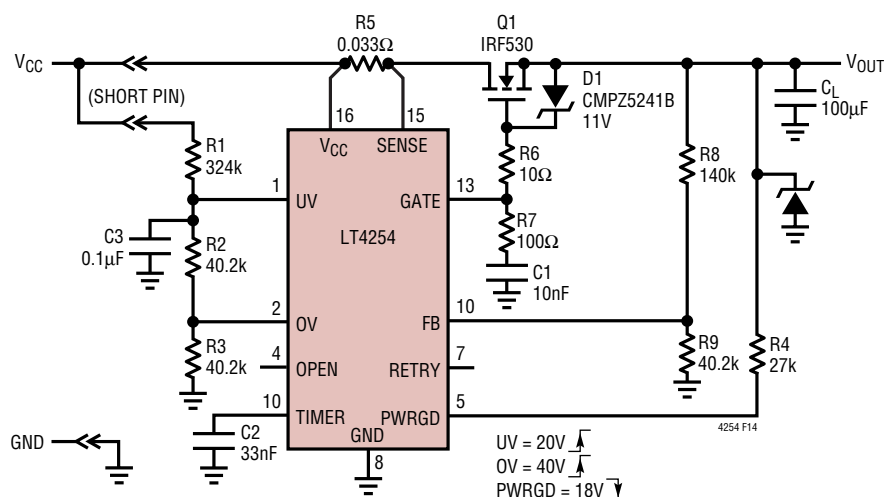 R5
0.033Ω
Q1
IRF530
VCC
VOUT
(SHORT PIN)
D1
CMPZ5241B
11V
CL
100µF
16
15
VCC
SENSE
R1
324k
R6
10Ω
R8
140k
1
UV
13
GATE
LT4254
R7
100Ω
C3
0.1µF
R2
40.2k
C1
10nF
2
OV
10
FB
R3
40.2k
4
OPEN
7
RETRY
R9
40.2k
R4
27k
10
TIMER
5
PWRGD
4254 F14
GND
8
C2
33nF
GND
UV = 20V
OV = 40V
PWRGD = 18V